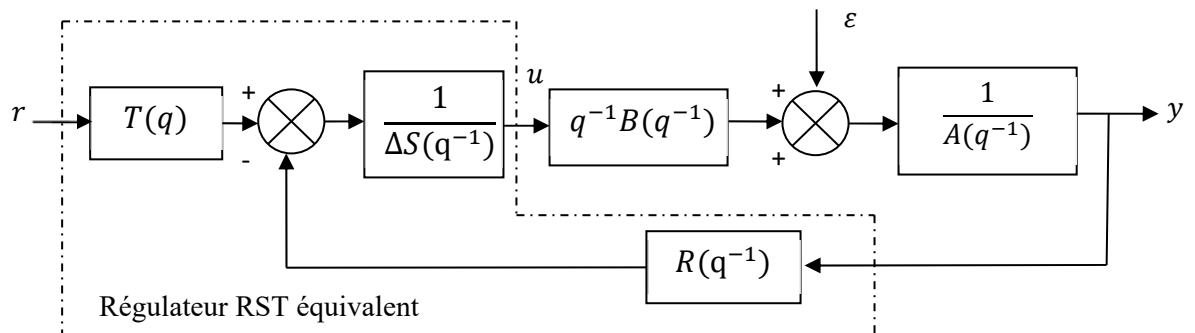 ε
r
T(q)
+
-
1
ΔS(q⁻¹)
u
q⁻¹B(q⁻¹)
+
+
1
A(q⁻¹)
y
R(q⁻¹)
Régulateur RST équivalent